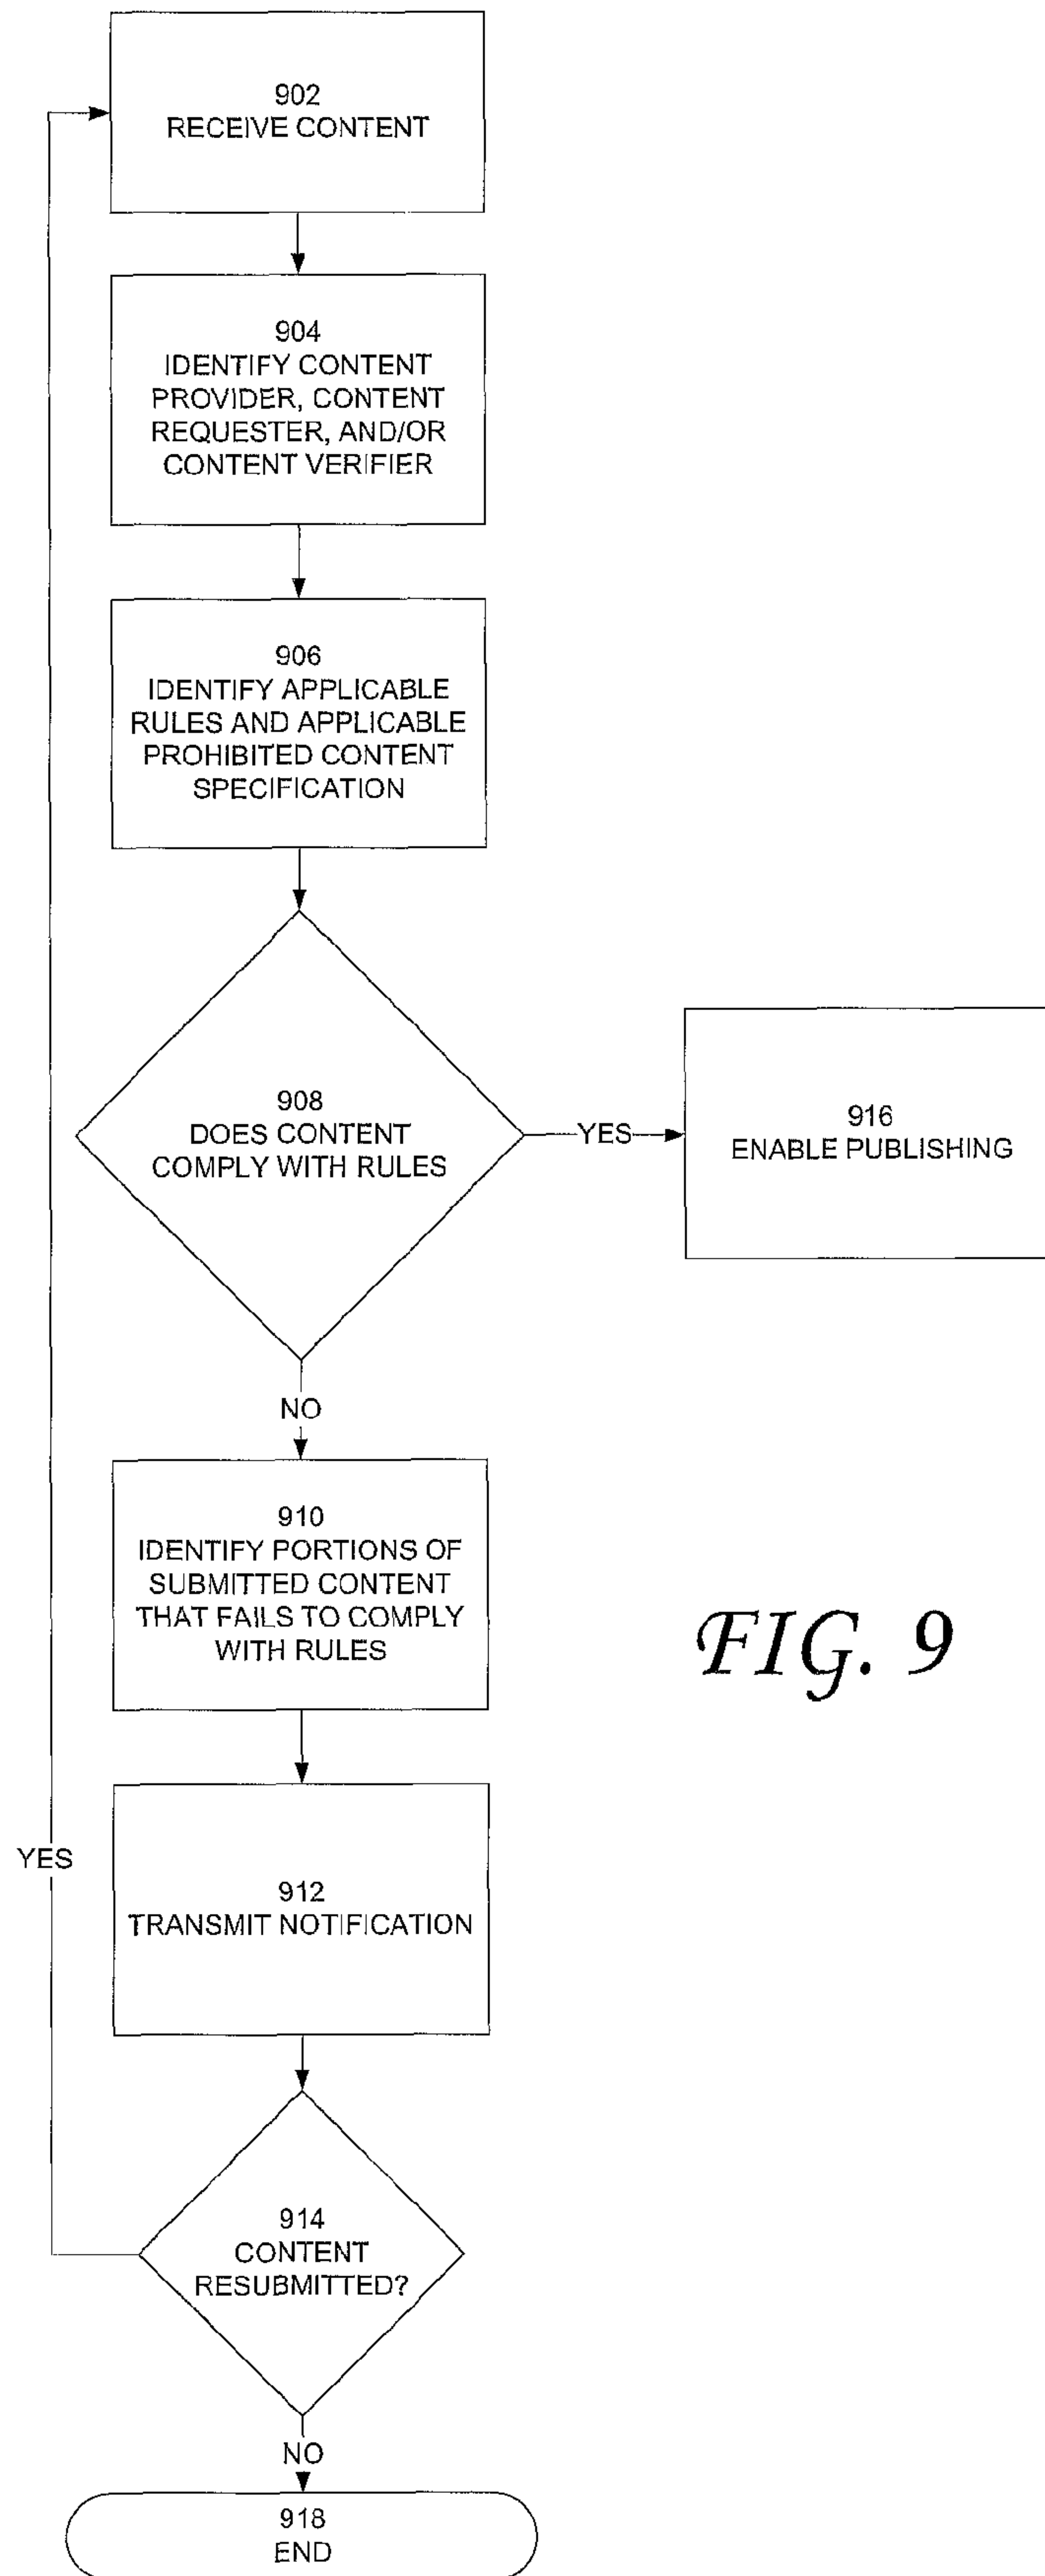 902
RECEIVE CONTENT
904
IDENTIFY CONTENT
PROVIDER, CONTENT
REQUESTER, AND/OR
CONTENT VERIFIER
906
IDENTIFY APPLICABLE
RULES AND APPLICABLE
PROHIBITED CONTENT
SPECIFICATION
908
DOES CONTENT
COMPLY WITH RULES
YES
916
ENABLE PUBLISHING
NO
910
IDENTIFY PORTIONS OF
SUBMITTED CONTENT
THAT FAILS TO COMPLY
WITH RULES
FIG. 9
YES
912
TRANSMIT NOTIFICATION
914
CONTENT
RESUBMITTED?
NO
918
END